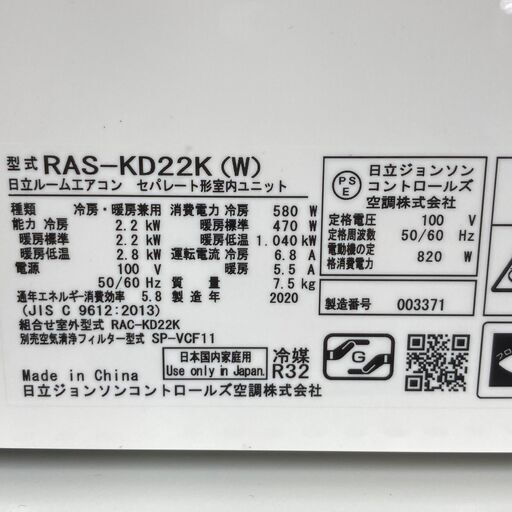 型式 RAS-KD22K(W)
日立ルームエアコン セパレート形室内ユニット
種類 冷房・暖房兼用 消費電力 冷房 580 W
能力 冷房 2.2 kW 暖房標準 470 W
暖房標準 2.2 kW 暖房低温 1.040 kW
暖房低温 2.8 kW 運転電流 冷房 6.8 A
電源 100 V 暖房 5.5 A
50/60 Hz 質量 7.5 kg
通年エネルギー消費効率 5.8 製造年 2020
(JIS C 9612:2013)
組合せ室外型式 RAC-KD22K
別売空気清浄フィルター型式 SP-VCF11
日本国内家庭用
Use only in Japan.
冷媒
R32
Made in China
日立ジョンソンコントロールズ空調株式会社
PS
E
日立ジョンソン
コントロールズ
空調株式会社
定格電圧 100 V
定格周波数 50/60 Hz
電動機の定
格消費電力 820 W
製造番号 003371
G
フロ